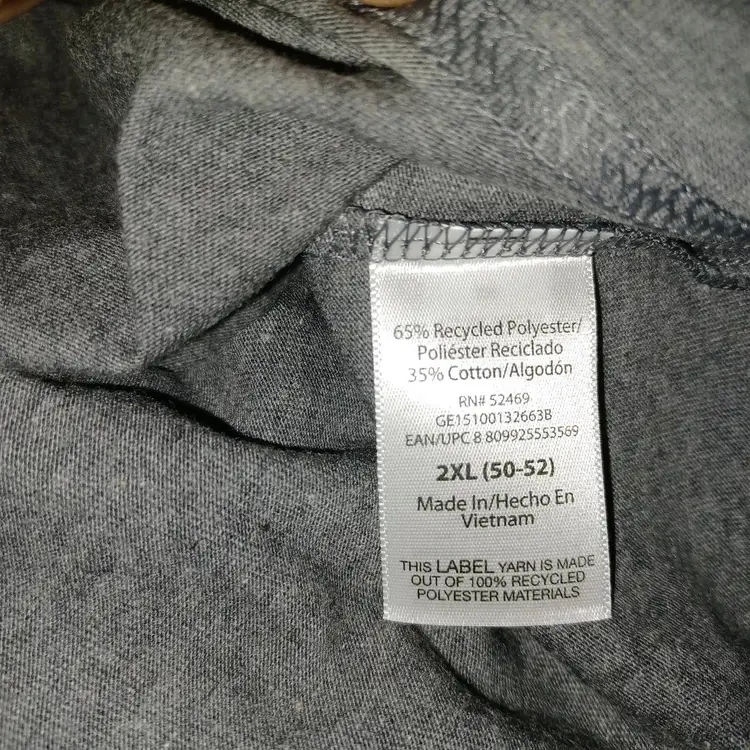 65% Recycled Polyester/
Poliéster Reciclado
35% Cotton/Algodón
RN# 52469
GE15100132663B
EAN/UPC 8 809925553569
2XL (50-52)
Made In/Hecho En
Vietnam
THIS LABEL YARN IS MADE
OUT OF 100% RECYCLED
POLYESTER MATERIALS